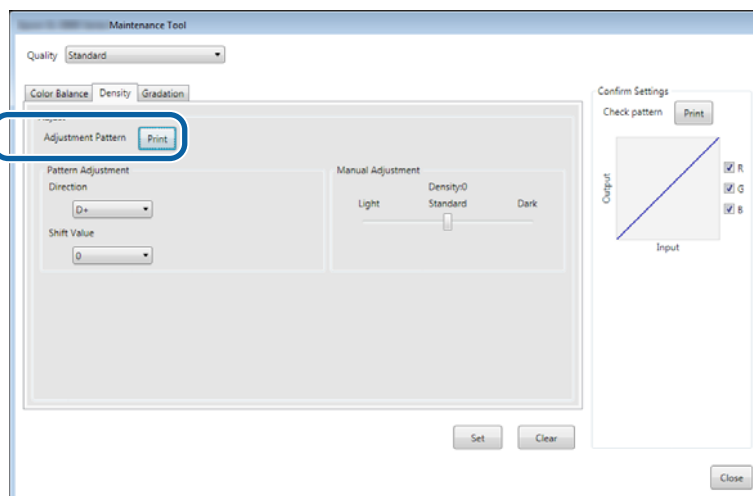 Maintenance Tool
Quality Standard
Color Balance Density Gradation
Adjustment Pattern Print
Pattern Adjustment
Direction
D+
Shift Value
0
Manual Adjustment
Density:0
Light Standard Dark
Set Clear
Confirm Settings
Check pattern Print
Output
Input
R
G
B
Close